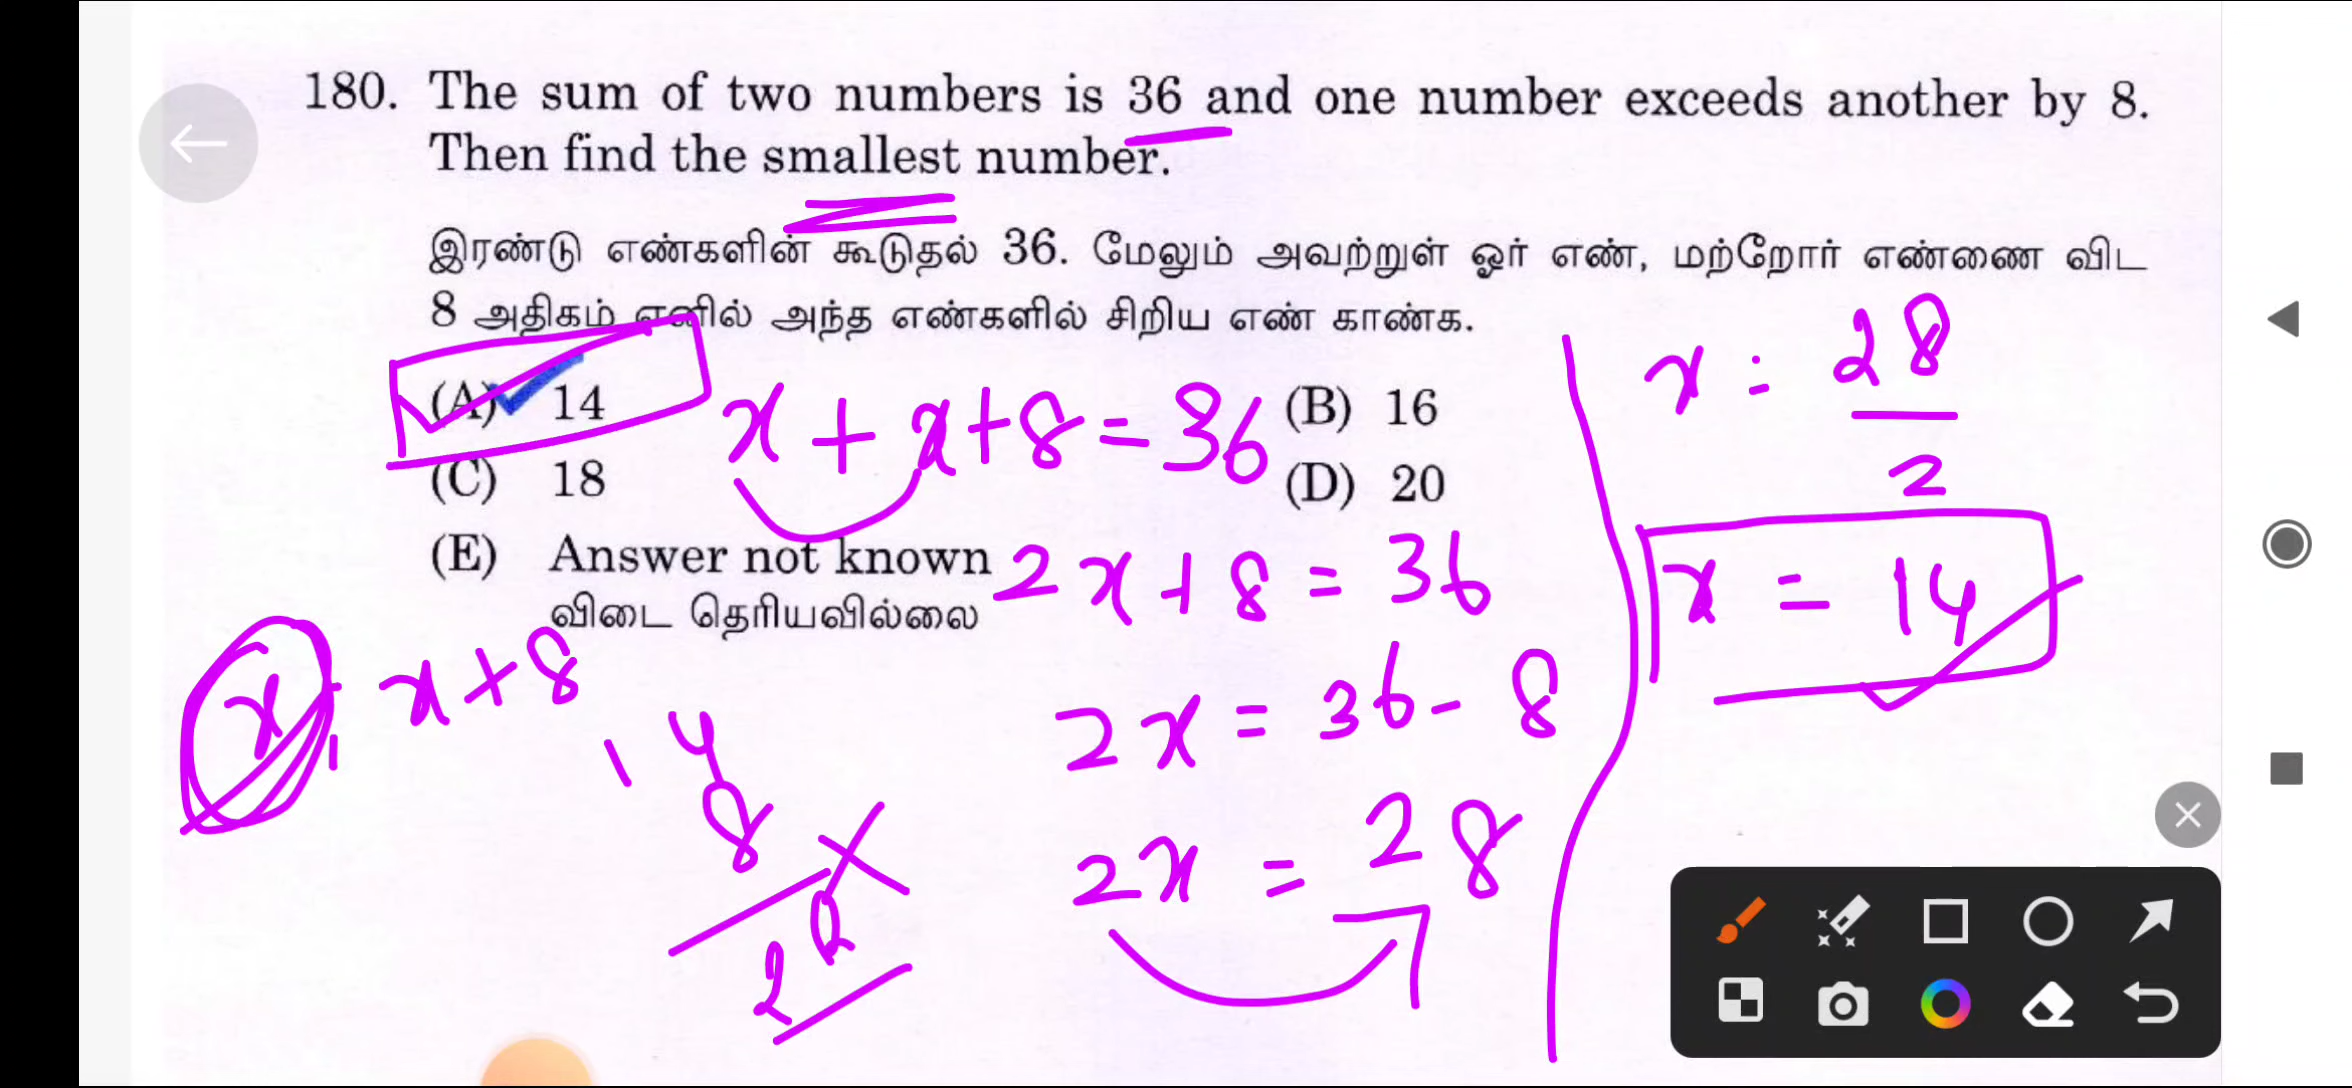 180. The sum of two numbers is 36 and one number exceeds another by 8.
Then find the smallest number.
இரண்டு எண்களின் கூடுதல் 36. மேலும் அவற்றுள் ஓர் எண், மற்றோர் எண்ணை விட
8 அதிகம் எனில் அந்த எண்களில் சிறிய எண் காண்க.
(A) 14
(B) 16
(C) 18
(D) 20
(E) Answer not known
விடை தெரியவில்லை
x, x+8
14
8
22
x + x+8 = 36
2x+8 = 36
2x = 36-8
2x = 28
x = 28
2
x = 14